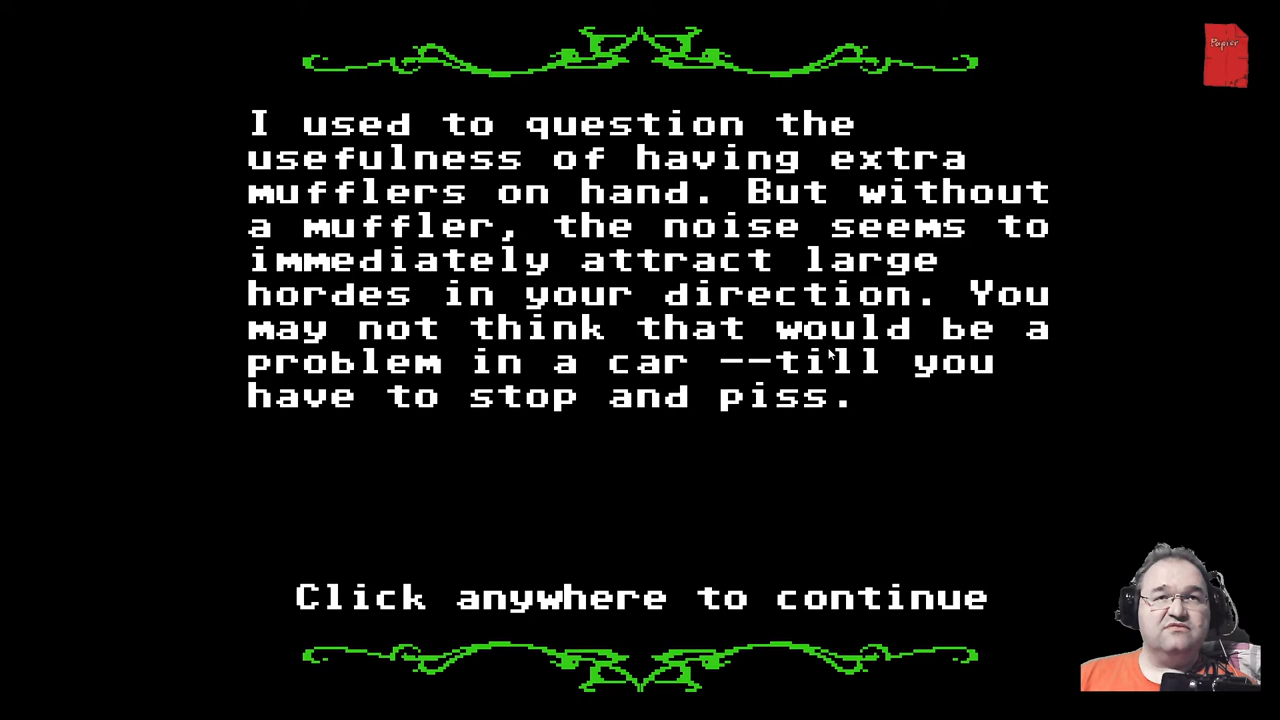 Papier
I used to question the
usefulness of having extra
mufflers on hand. But without
a muffler, the noise seems to
immediately attract large
hordes in your direction. You
may not think that would be a
problem in a car --till you
have to stop and piss.
Click anywhere to continue